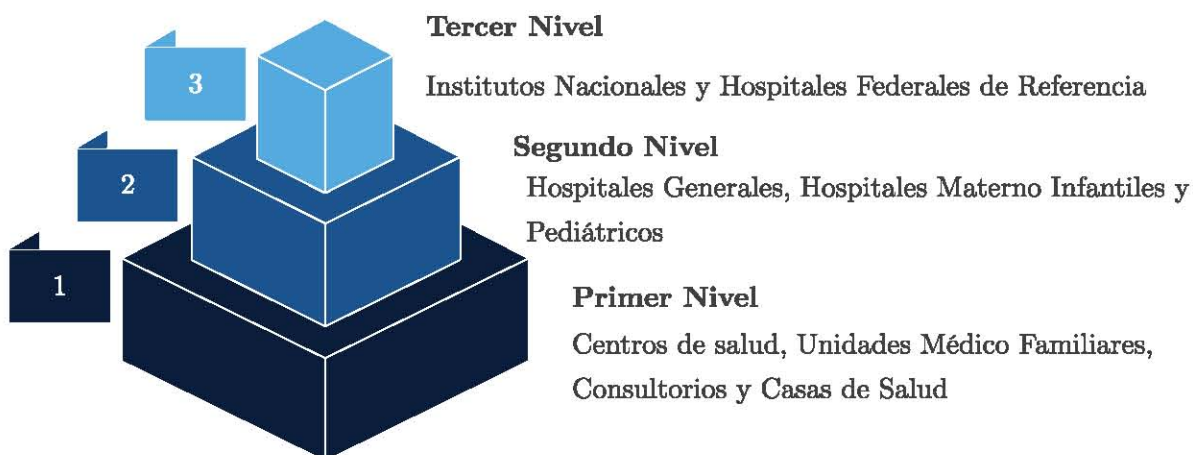 Tercer Nivel
3
Institutos Nacionales y Hospitales Federales de Referencia
Segundo Nivel
2
Hospitales Generales, Hospitales Materno Infantiles y
Pediátricos
1
Primer Nivel
Centros de salud, Unidades Médico Familiares,
Consultorios y Casas de Salud